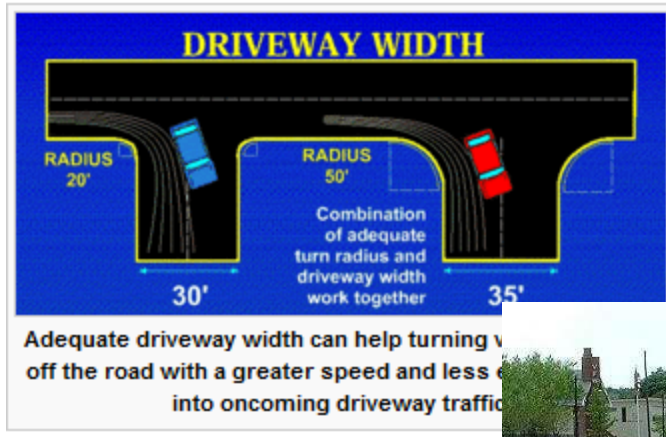 DRIVEWAY WIDTH
RADIUS
20'
RADIUS
50'
Combination
of adequate
turn radius and
driveway width
work together
30'
35'
Adequate driveway width can help turning
off the road with a greater speed and less
into oncoming driveway traffic